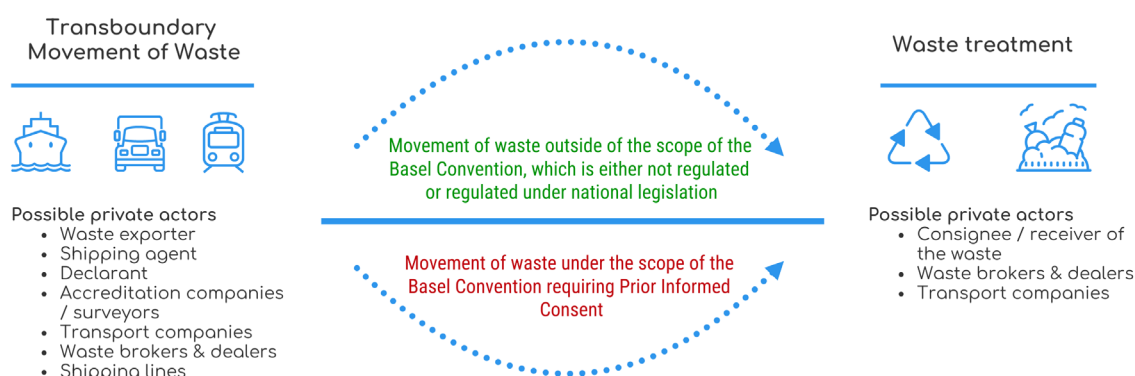 Transboundary
Movement of Waste
Possible private actors
• Waste exporter
• Shipping agent
• Declarant
• Accreditation companies
/ surveyors
• Transport companies
• Waste brokers & dealers
• Shipping lines
Movement of waste outside of the scope of the
Basel Convention, which is either not regulated
or regulated under national legislation
Movement of waste under the scope of the
Basel Convention requiring Prior Informed
Consent
Waste treatment
Possible private actors
• Consignee / receiver of
the waste
• Waste brokers & dealers
• Transport companies